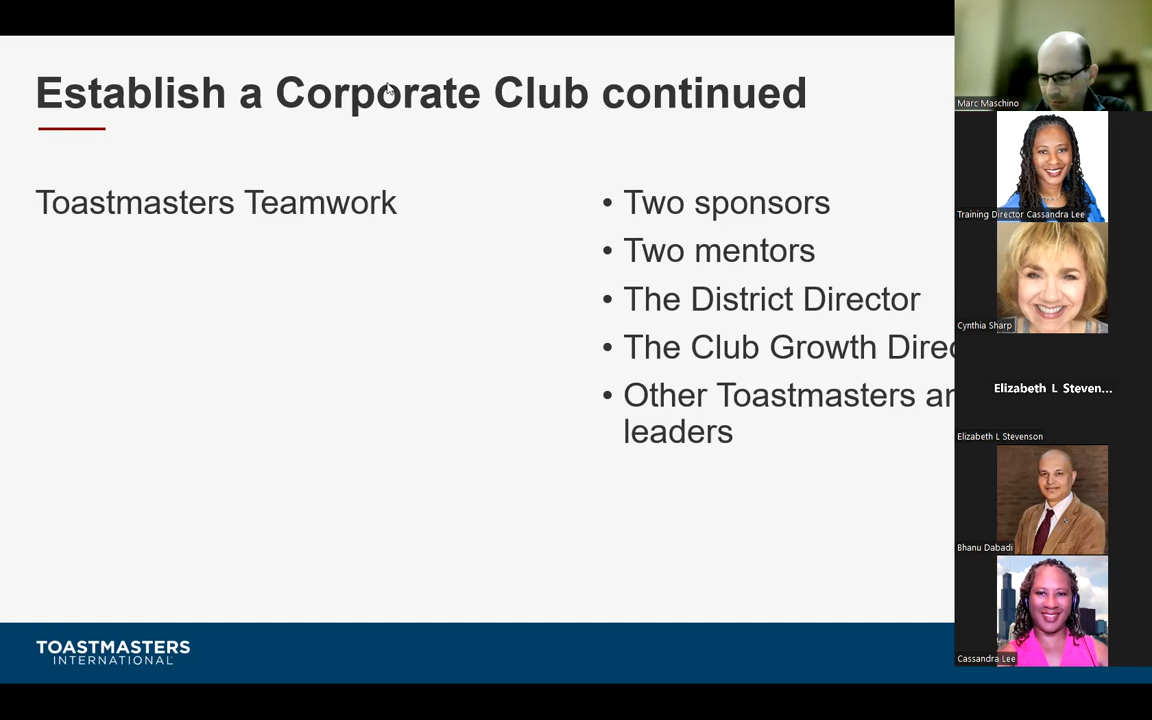 Establish a Corporate Club continued
Toastmasters Teamwork
• Two sponsors
• Two mentors
• The District Director
• The Club Growth Direc
• Other Toastmasters an
leaders
TOASTMASTERS
INTERNATIONAL
Marc Maschino
Training Director Cassandra Lee
Cynthia Sharp
Elizabeth L Steven...
Elizabeth L Stevenson
Bhanu Dabadi
Cassandra Lee